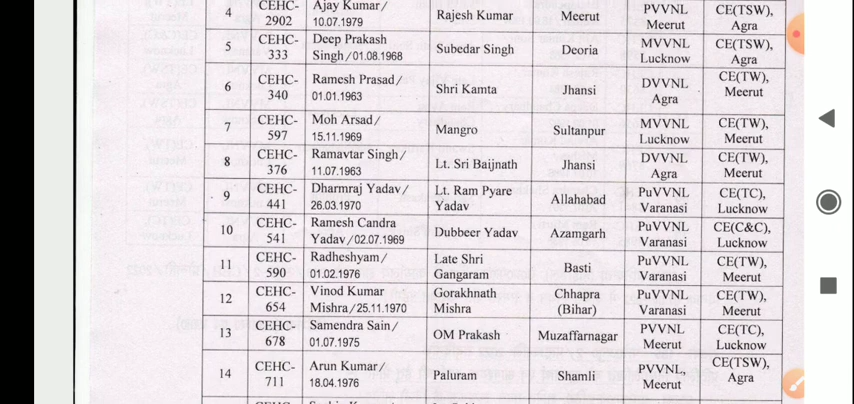 4 CEHC-2902 Ajay Kumar/ 10.07.1979 Rajesh Kumar Meerut PVVNL Meerut CE(TSW), Agra
5 CEHC-333 Deep Prakash Singh/01.08.1968 Subedar Singh Deoria MVVNL Lucknow CE(TSW), Agra
6 CEHC-340 Ramesh Prasad/ 01.01.1963 Shri Kamta Jhansi DVVNL Agra CE(TW), Meerut
7 CEHC-597 Moh Arsad/ 15.11.1969 Mangro Sultanpur MVVNL Lucknow CE(TW), Meerut
8 CEHC-376 Ramavtar Singh/ 11.07.1963 Lt. Sri Baijnath Jhansi DVVNL Agra CE(TW), Meerut
9 CEHC-441 Dharmraj Yadav/ 26.03.1970 Lt. Ram Pyare Yadav Allahabad PuVVNL Varanasi CE(TC), Lucknow
10 CEHC-541 Ramesh Candra Yadav/02.07.1969 Dubbeer Yadav Azamgarh PuVVNL Varanasi CE(C&C), Lucknow
11 CEHC-590 Radheshyam/ 01.02.1976 Late Shri Gangaram Basti PuVVNL Varanasi CE(TW), Meerut
12 CEHC-654 Vinod Kumar Mishra/25.11.1970 Gorakhnath Mishra Chhapra (Bihar) PuVVNL Varanasi CE(TW), Meerut
13 CEHC-678 Samendra Sain/ 01.07.1975 OM Prakash Muzaffarnagar PVVNL Meerut CE(TC), Lucknow
14 CEHC-711 Arun Kumar/ 18.04.1976 Paluram Shamli PVVNL, Meerut CE(TSW), Agra